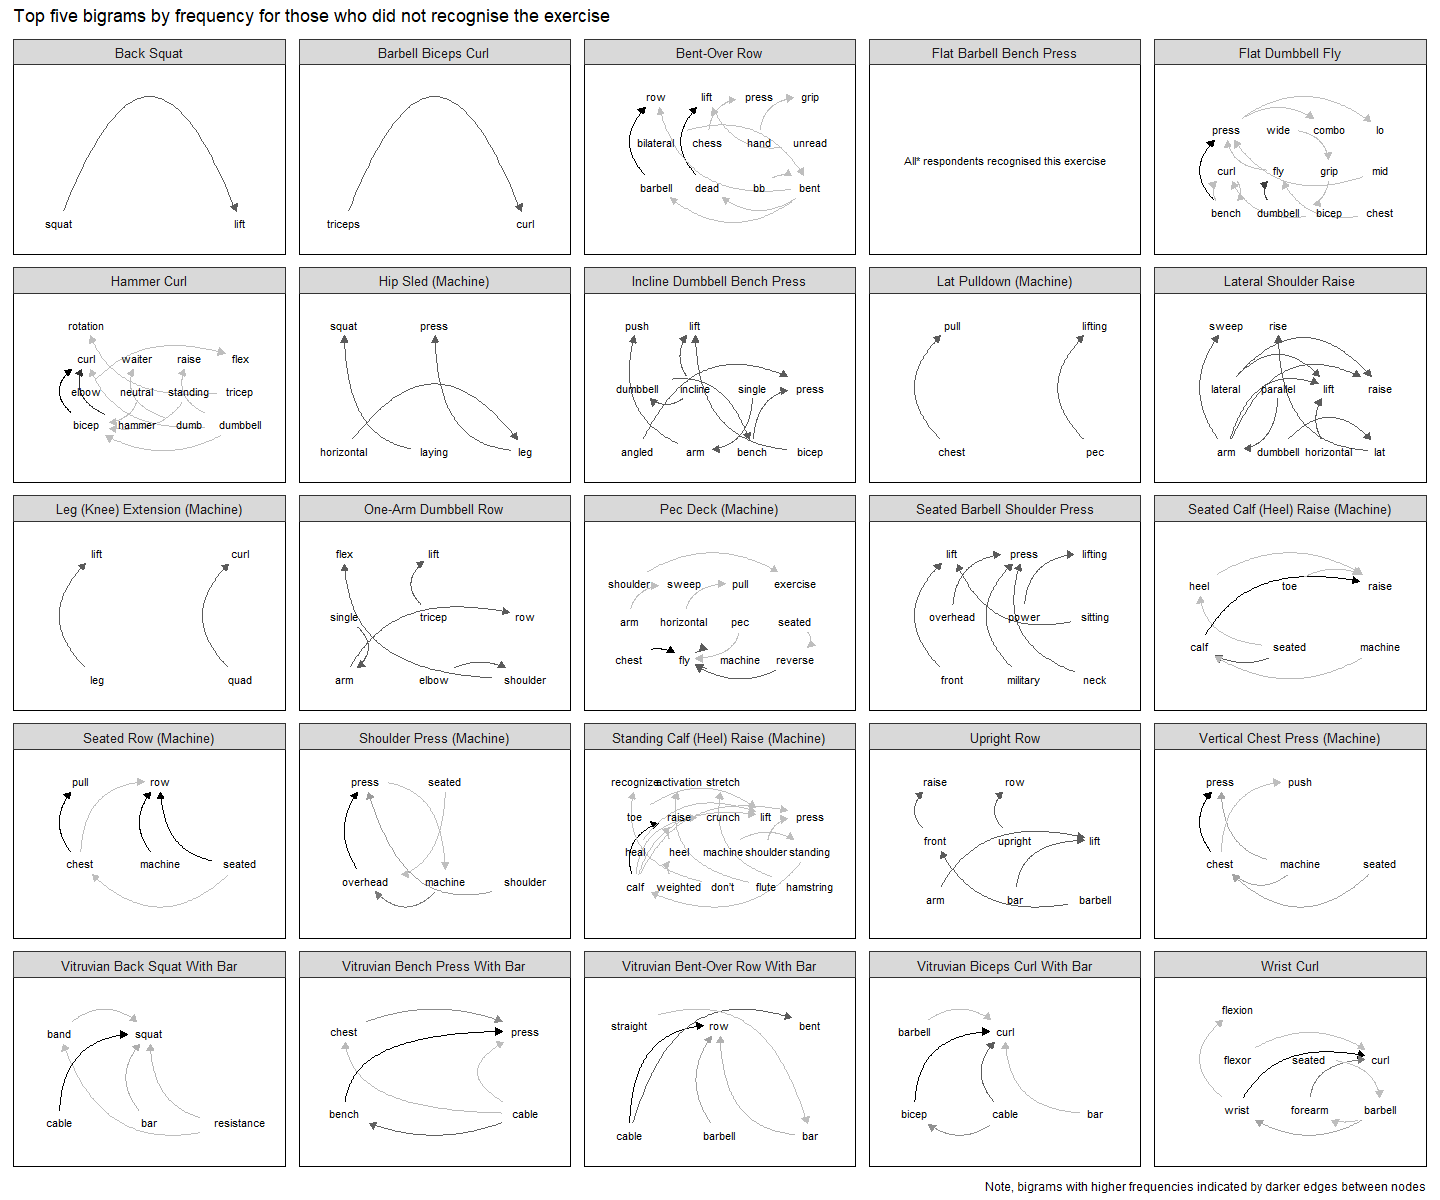 Top five bigrams by frequency for those who did not recognise the exercise
Back Squat
squat
lift
Barbell Biceps Curl
triceps
curl
Bent-Over Row
row lift press grip
bilateral chess hand unread
barbell dead bb bent
Flat Barbell Bench Press
All* respondents recognised this exercise
Flat Dumbbell Fly
press wide combo lo
curl fly grip mid
bench dumbbell bicep chest
Hammer Curl
rotation
curl waiter raise flex
elbow neutral standing tricep
bicep hammer dumb dumbbell
Hip Sled (Machine)
squat press
horizontal laying leg
Incline Dumbbell Bench Press
push lift
dumbbell incline single press
angled arm bench bicep
Lat Pulldown (Machine)
pull lifting
chest pec
Lateral Shoulder Raise
sweep rise
lateral parallel lift raise
arm dumbbell horizontal lat
Leg (Knee) Extension (Machine)
lift curl
leg quad
One-Arm Dumbbell Row
flex lift
single tricep row
arm elbow shoulder
Pec Deck (Machine)
shoulder sweep pull exercise
arm horizontal pec seated
chest fly machine reverse
Seated Barbell Shoulder Press
lift press lifting
overhead power sitting
front military neck
Seated Calf (Heel) Raise (Machine)
heel toe raise
calf seated machine
Seated Row (Machine)
pull row
chest machine seated
Shoulder Press (Machine)
press seated
overhead machine shoulder
Standing Calf (Heel) Raise (Machine)
recognize activation stretch
toe raise crunch lift press
heal heel machine shoulder standing
calf weighted don't flute hamstring
Upright Row
raise row
front upright lift
arm bar barbell
Vertical Chest Press (Machine)
press push
chest machine seated
Vitruvian Back Squat With Bar
band squat
cable bar resistance
Vitruvian Bench Press With Bar
chest press
bench cable
Vitruvian Bent-Over Row With Bar
straight row bent
cable barbell bar
Vitruvian Biceps Curl With Bar
barbell curl
bicep cable bar
Wrist Curl
flexion
flexor seated curl
wrist forearm barbell
Note, bigrams with higher frequencies indicated by darker edges between nodes